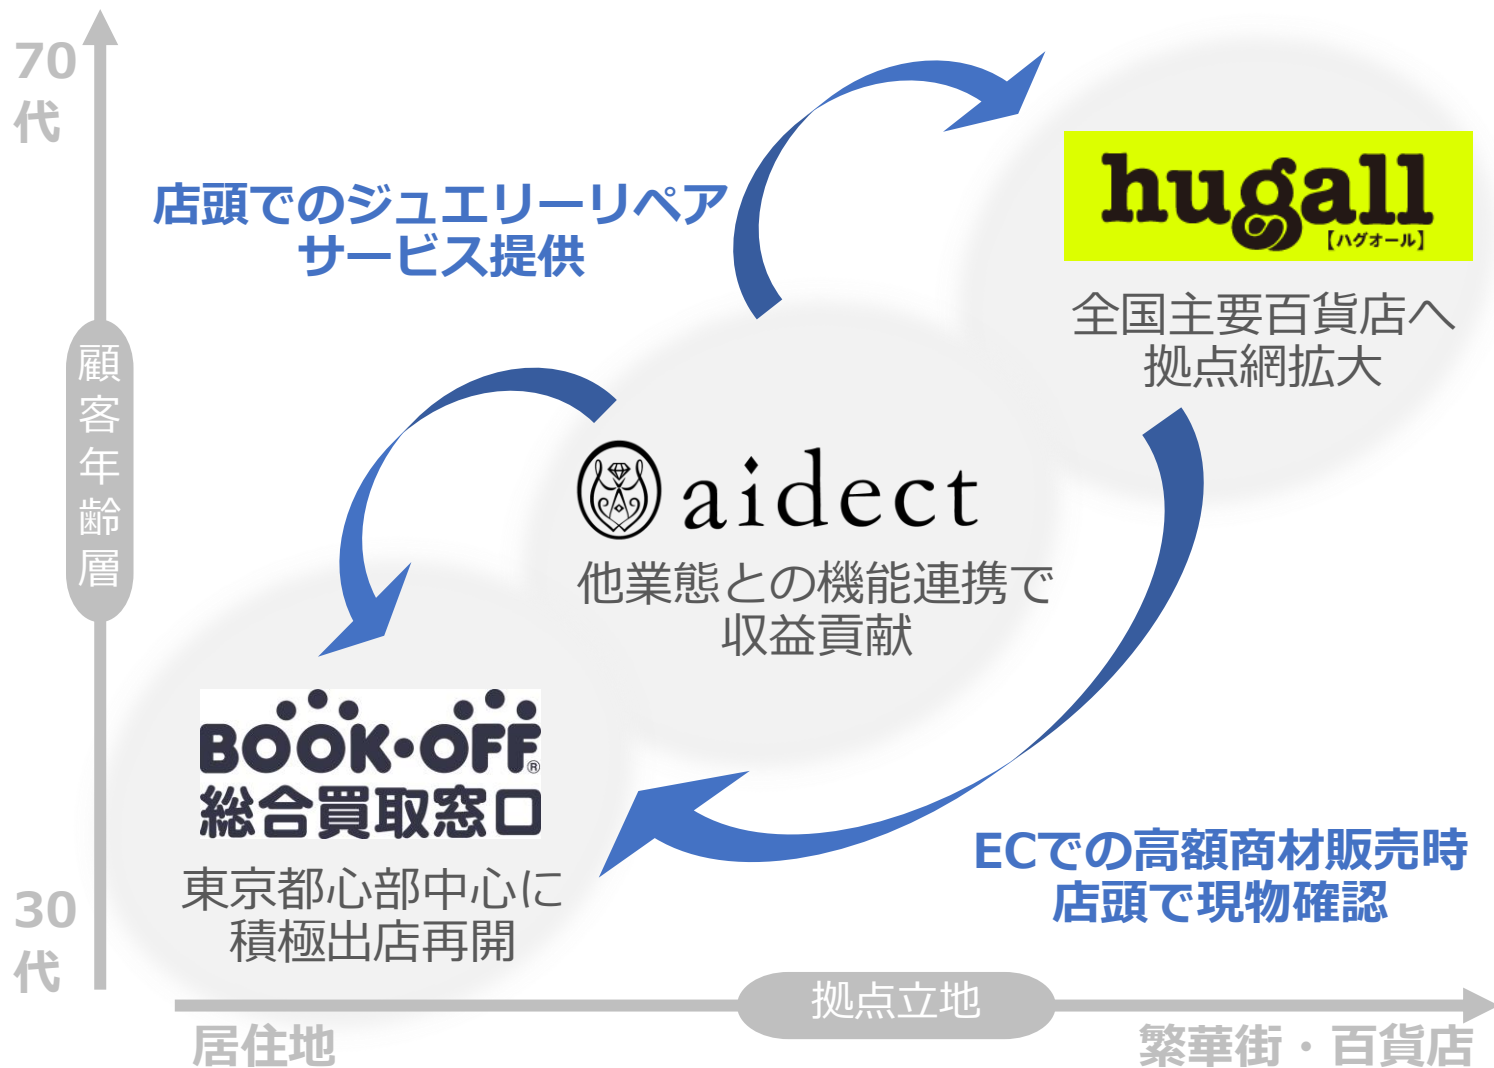 70
代
店頭でのジュエリーリペア
サービス提供
hugall
【ハグオール】
全国主要百貨店へ
拠点網拡大
顧客年齢層
aidect
他業態との機能連携で
収益貢献
BOOK・OFF®
総合買取窓口
東京都心部中心に
積極出店再開
ECでの高額商材販売時
店頭で現物確認
30
代
拠点立地
居住地
繁華街・百貨店